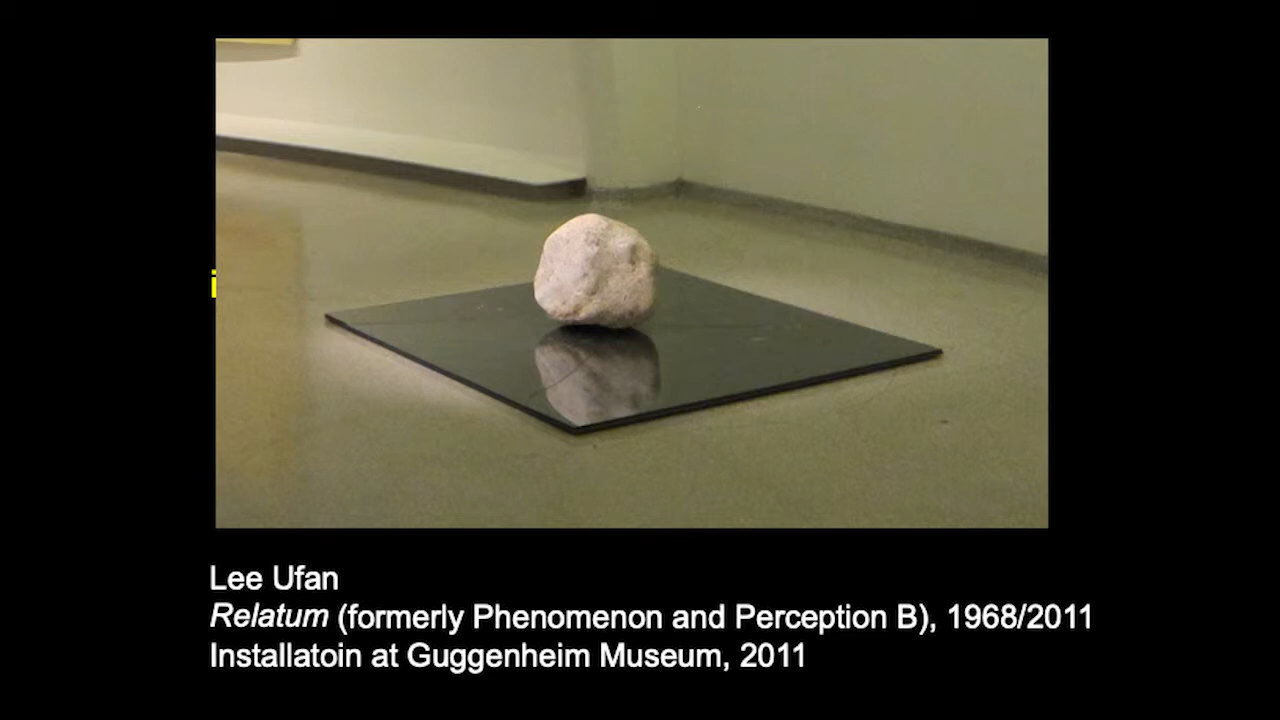 i
Lee Ufan
Relatum (formerly Phenomenon and Perception B), 1968/2011
Installatoin at Guggenheim Museum, 2011